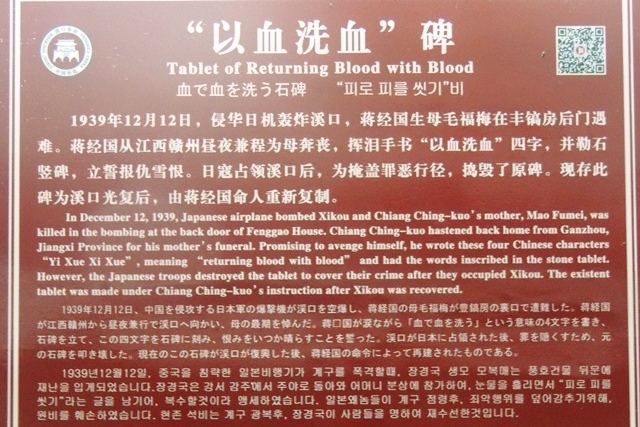 “以血洗血”碑
Tablet of Returning Blood with Blood
血で血を洗う石碑 “피로 피를 씻기”비
1939年12月12日，侵华日机轰炸溪口，蒋经国生母毛福梅在丰镐房后门遇
难。蒋经国从江西赣州昼夜兼程为母奔丧，挥泪手书“以血洗血”四字，并勒石
竖碑，立誓报仇雪恨。日寇占领溪口后，为掩盖罪恶行径，捣毁了原碑。现存此
碑为溪口光复后，由蒋经国命人重新复制。
In December 12, 1939, Japanese airplane bombed Xikou and Chiang Ching-kuo's mother, Mao Fumei, was
killed in the bombing at the back door of Fenggao House. Chiang Ching-kuo hastened back home from Ganzhou,
Jiangxi Province for his mother's funeral. Promising to avenge himself, he wrote these four Chinese characters
“Yi Xue Xi Xue”, meaning “returning blood with blood” and had the words inscribed in the stone tablet.
However, the Japanese troops destroyed the tablet to cover their crime after they occupied Xikou. The existent
tablet was made under Chiang Ching-kuo's instruction after Xikou was recovered.
1939年12月12日、中国を侵攻する日本軍の爆撃機が渓口を空爆し、蒋経国の母毛福梅が豊鎬房の裏口で遭難した。蒋経国
が江西贛州から昼夜兼行で渓口へ向かい、母の最期を悼んだ。蒋□国が涙ながら「血で血を洗う」という意味の4文字を書き、
石碑を立て、この四文字を石碑に刻み、恨みをいつか晴らすことを誓った。渓口が日本に占領された後、罪を隠すため、元
の石碑を叩き壊した。現在のこの石碑が渓口が復興した後、蒋経国の命令によって再建されたものである。
1939년12월12일, 중국을 침략한 일본비행기가 계구를 폭격할때, 장경국 생모 모복매는 풍호건물 뒤문에
재난을 입게되었습니다.장경국은 강서 감주에서 주야로 돌아와 어머니 분상에 참가하여, 눈물을 흘리면서 “피로 피를
씻기”라는 글을 남기어, 복수할것이라 맹세하였습니다. 일본왜놈들이 계구 점령후, 죄악행위를 덮어감추기위해,
원비를 훼손하였습니다. 현존 석비는 계구 광복후, 장경국이 사람들을 명하여 재수선한것입니다.